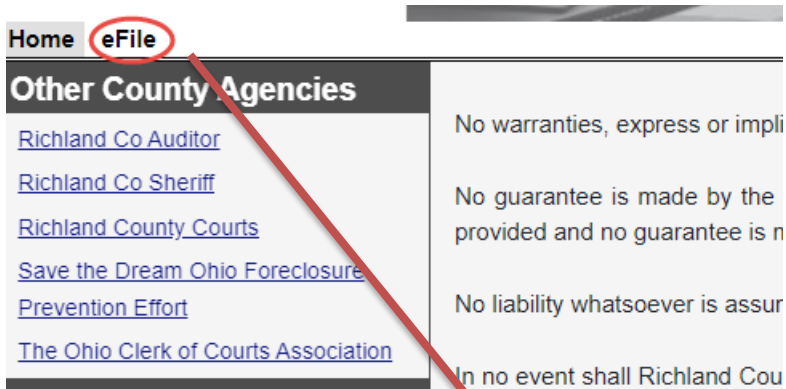 Home eFile
Other County Agencies
Richland Co Auditor
Richland Co Sheriff
Richland County Courts
Save the Dream Ohio Foreclosure
Prevention Effort
The Ohio Clerk of Courts Association
No warranties, express or impli
No guarantee is made by the
provided and no guarantee is
No liability whatsoever is assur
In no event shall Richland Cou